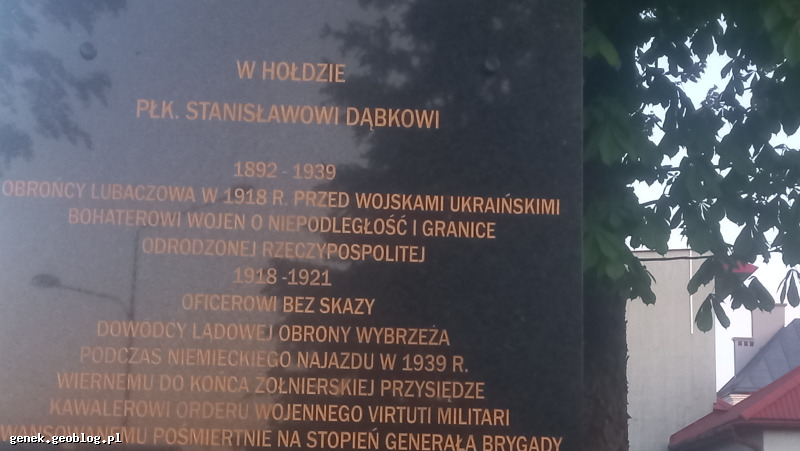 W HOŁDZIE
PŁK. STANISŁAWOWI DĄBKOWI
1892 - 1939
OBROŃCY LUBACZOWA W 1918 R. PRZED WOJSKAMI UKRAIŃSKIMI
BOHATEROWI WOJEN O NIEPODLEGŁOŚĆ I GRANICE
ODRODZONEJ RZECZYPOSPOLITEJ
1918 -1921
OFICEROWI BEZ SKAZY
DOWÓDCY LĄDOWEJ OBRONY WYBRZEŻA
PODCZAS NIEMIECKIEGO NAJAZDU W 1939 R.
WIERNEMU DO KOŃCA ŻOŁNIERSKIEJ PRZYSIĘDZE
KAWALEROWI ORDERU WOJENNEGO VIRTUTI MILITARI
WANSOWANEMU POŚMIERTNIE NA STOPIEŃ GENERAŁA BRYGADY
genek.geoblog.pl